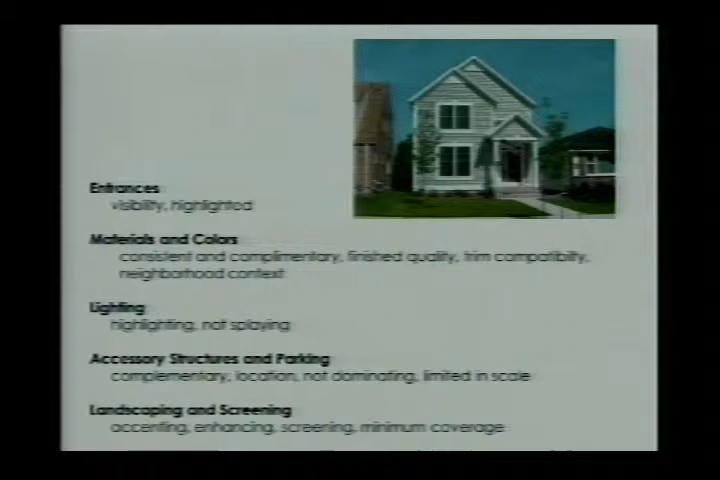 Entrances
visibility, highlighted
Materials and Colors
consistent and complimentary, finished quality, trim compatibilty,
neighborhood context
Lighting
highlighting, not splaying
Accessory Structures and Parking
complementary, location, not dominating, limited in scale
Landscaping and Screening
accenting, enhancing, screening, minimum coverage